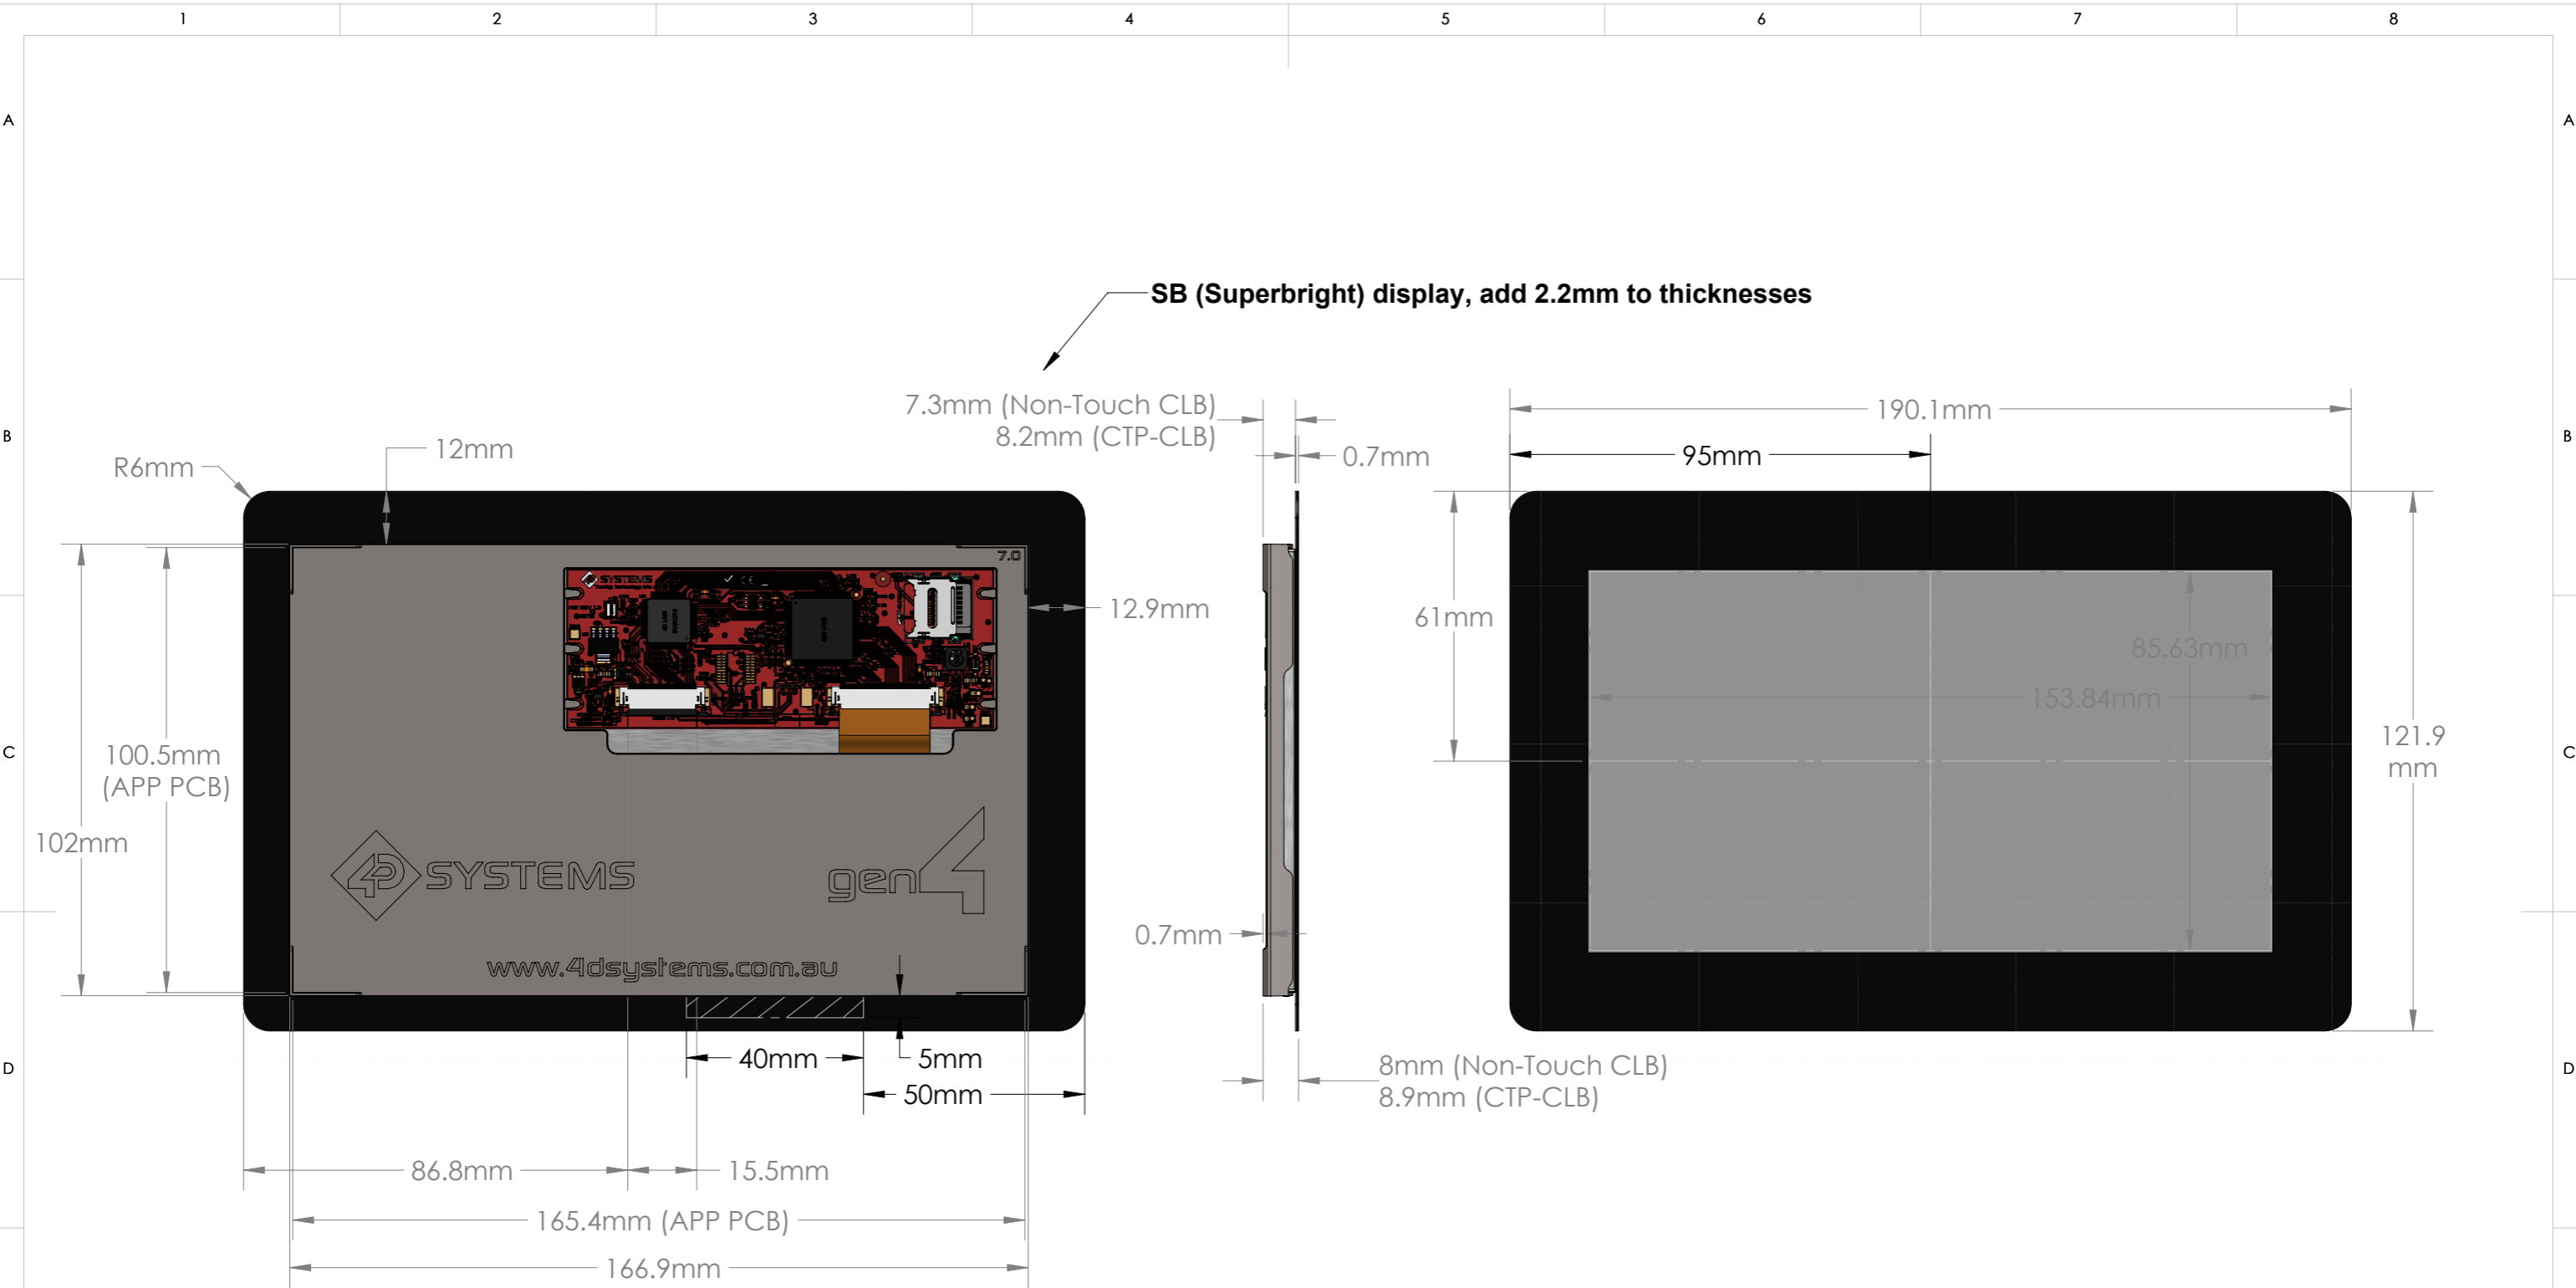 1 2 3 4 5 6 7 8
A A
SB (Superbright) display, add 2.2mm to thicknesses
7.3mm (Non-Touch CLB)
8.2mm (CTP-CLB)
190.1mm
B B
12mm
95mm
0.7mm
R6mm
7.0
SYSTEMS
12.9mm
61mm
85.63mm
153.84mm
C C
100.5mm
(APP PCB)
121.9
mm
102mm
4D SYSTEMS
gen4
0.7mm
www.4dsystems.com.au
40mm
5mm
8mm (Non-Touch CLB)
8.9mm (CTP-CLB)
D D
50mm
86.8mm
15.5mm
165.4mm (APP PCB)
166.9mm